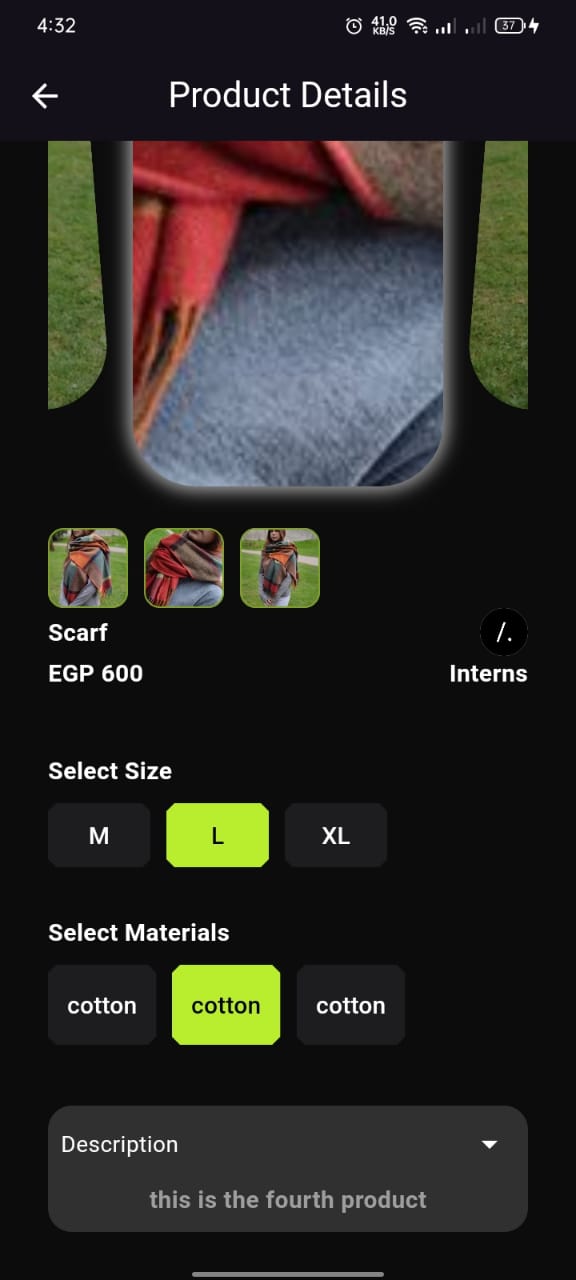 4:32
41.0
KB/S
37
Product Details
Scarf
/.
EGP 600
Interns
Select Size
M
L
XL
Select Materials
cotton
cotton
cotton
Description
this is the fourth product